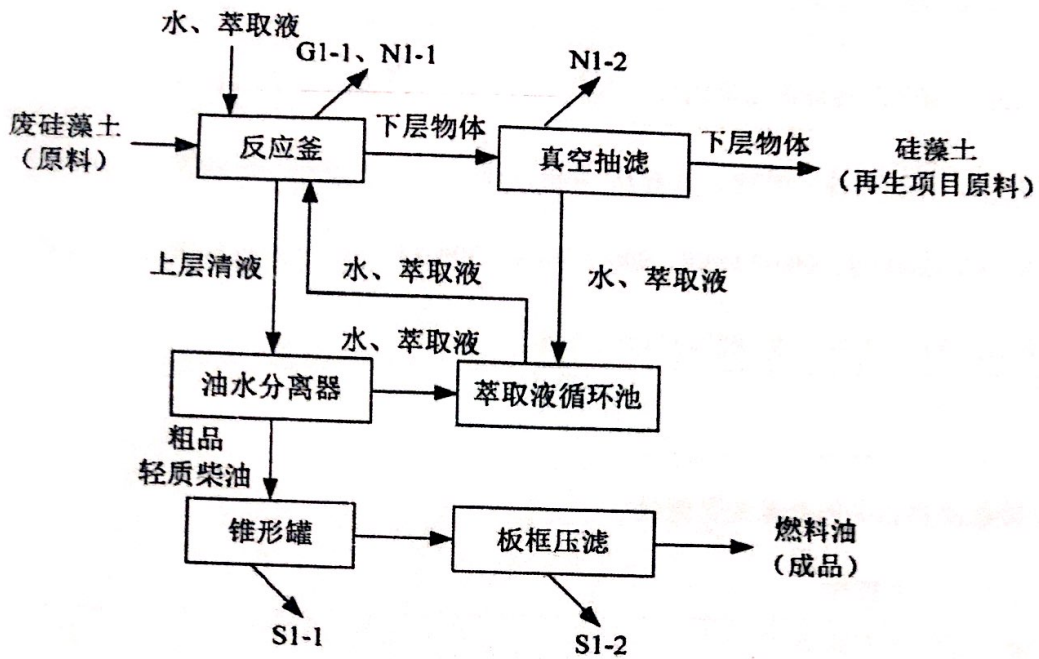 水、萃取液
G1-1、N1-1
N1-2
废硅藻土
（原料）
反应釜
下层物体
真空抽滤
下层物体
硅藻土
（再生项目原料）
上层清液
水、萃取液
水、萃取液
水、萃取液
油水分离器
萃取液循环池
粗品
轻质柴油
锥形罐
板框压滤
燃料油
（成品）
S1-1
S1-2